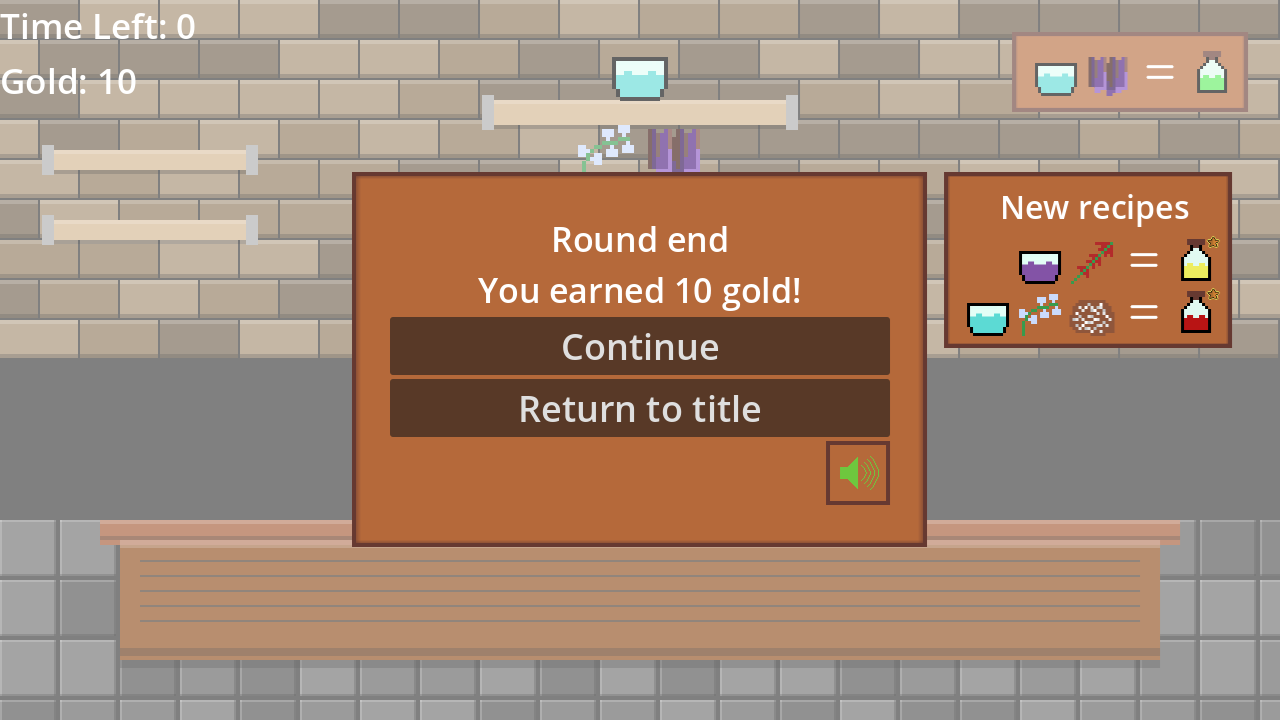 Time Left: 0
Gold: 10
=
New recipes
=
=
Round end
You earned 10 gold!
Continue
Return to title